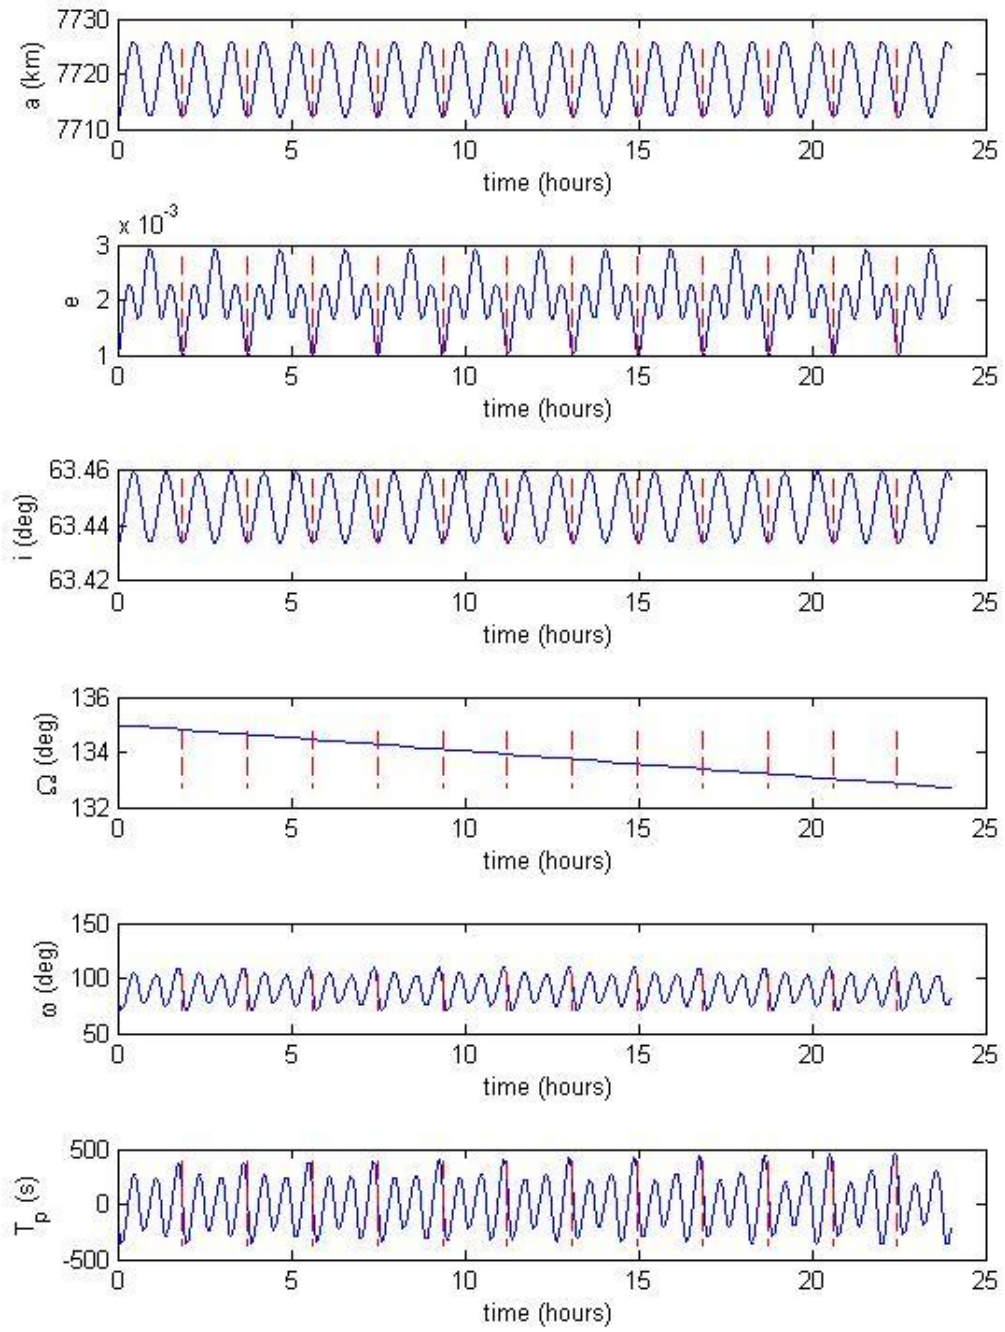 7730
7720
7710
a (km)
0 5 10 15 20 25
time (hours)
x 10^-3
3
2
1
e
0 5 10 15 20 25
time (hours)
63.46
63.44
63.42
i (deg)
0 5 10 15 20 25
time (hours)
136
134
132
Ω (deg)
0 5 10 15 20 25
time (hours)
150
100
50
ω (deg)
0 5 10 15 20 25
time (hours)
500
0
-500
T_p (s)
0 5 10 15 20 25
time (hours)